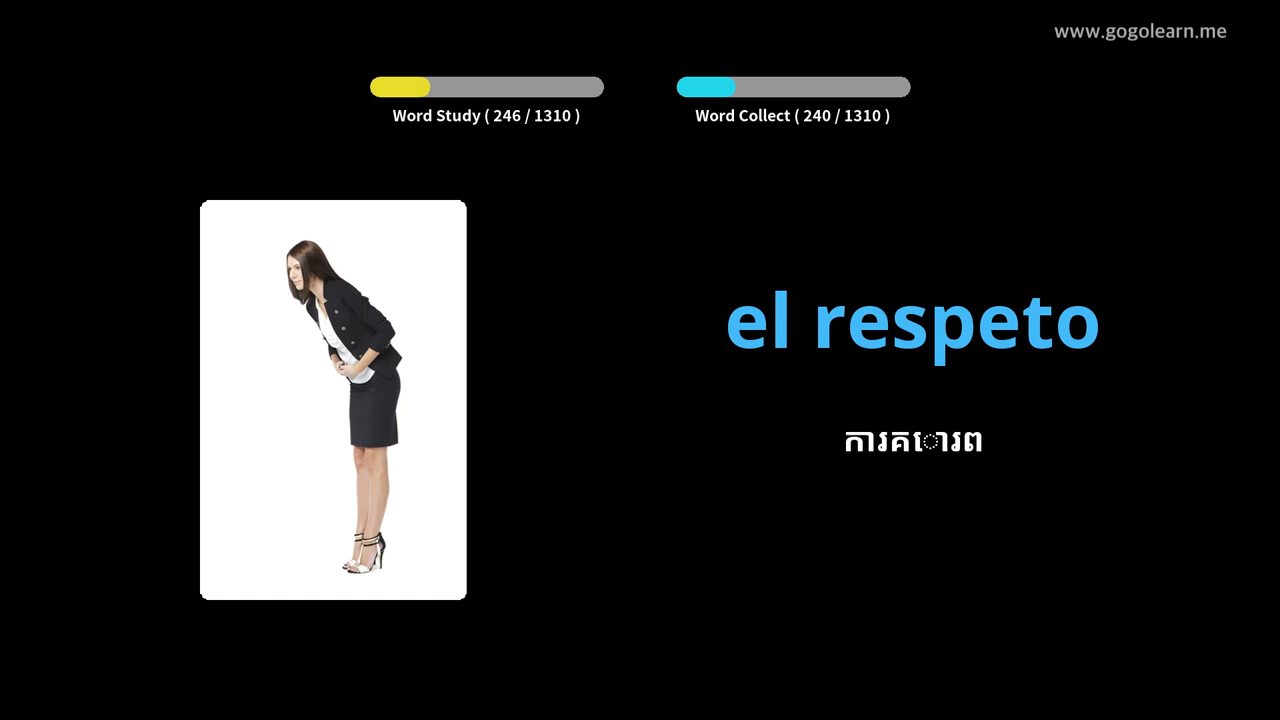 www.gogolearn.me
Word Study ( 246 / 1310 )
Word Collect ( 240 / 1310 )
el respeto
ការគោរព